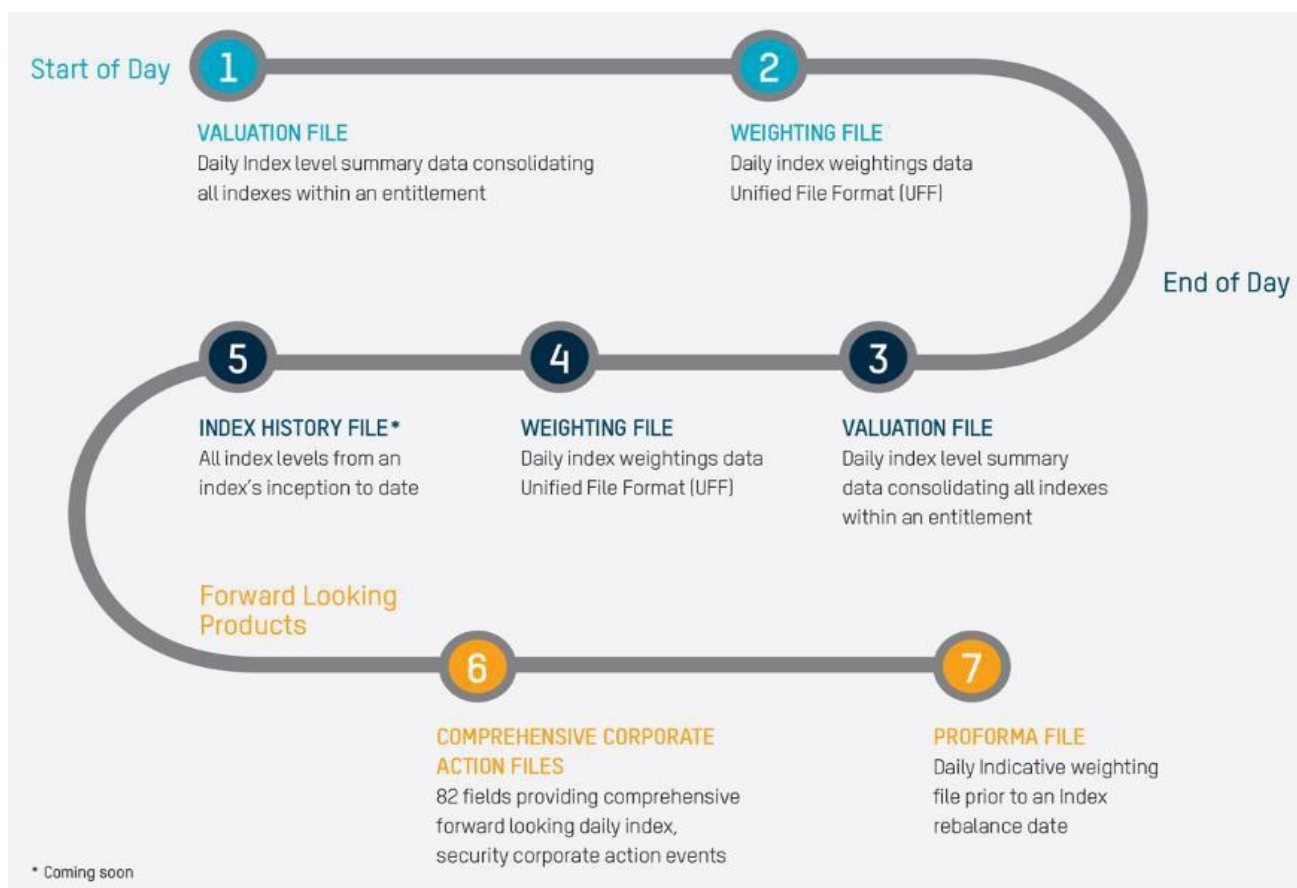 Start of Day
1
2
VALUATION FILE
Daily Index level summary data consolidating
all indexes within an entitlement
WEIGHTING FILE
Daily index weightings data
Unified File Format (UFF)
End of Day
5
4
3
INDEX HISTORY FILE*
All index levels from an
index's inception to date
WEIGHTING FILE
Daily index weightings data
Unified File Format (UFF)
VALUATION FILE
Daily index level summary
data consolidating all indexes
within an entitlement
Forward Looking
Products
6
7
COMPREHENSIVE CORPORATE
ACTION FILES
82 fields providing comprehensive
forward looking daily index,
security corporate action events
PROFORMA FILE
Daily Indicative weighting
file prior to an Index
rebalance date
* Coming soon